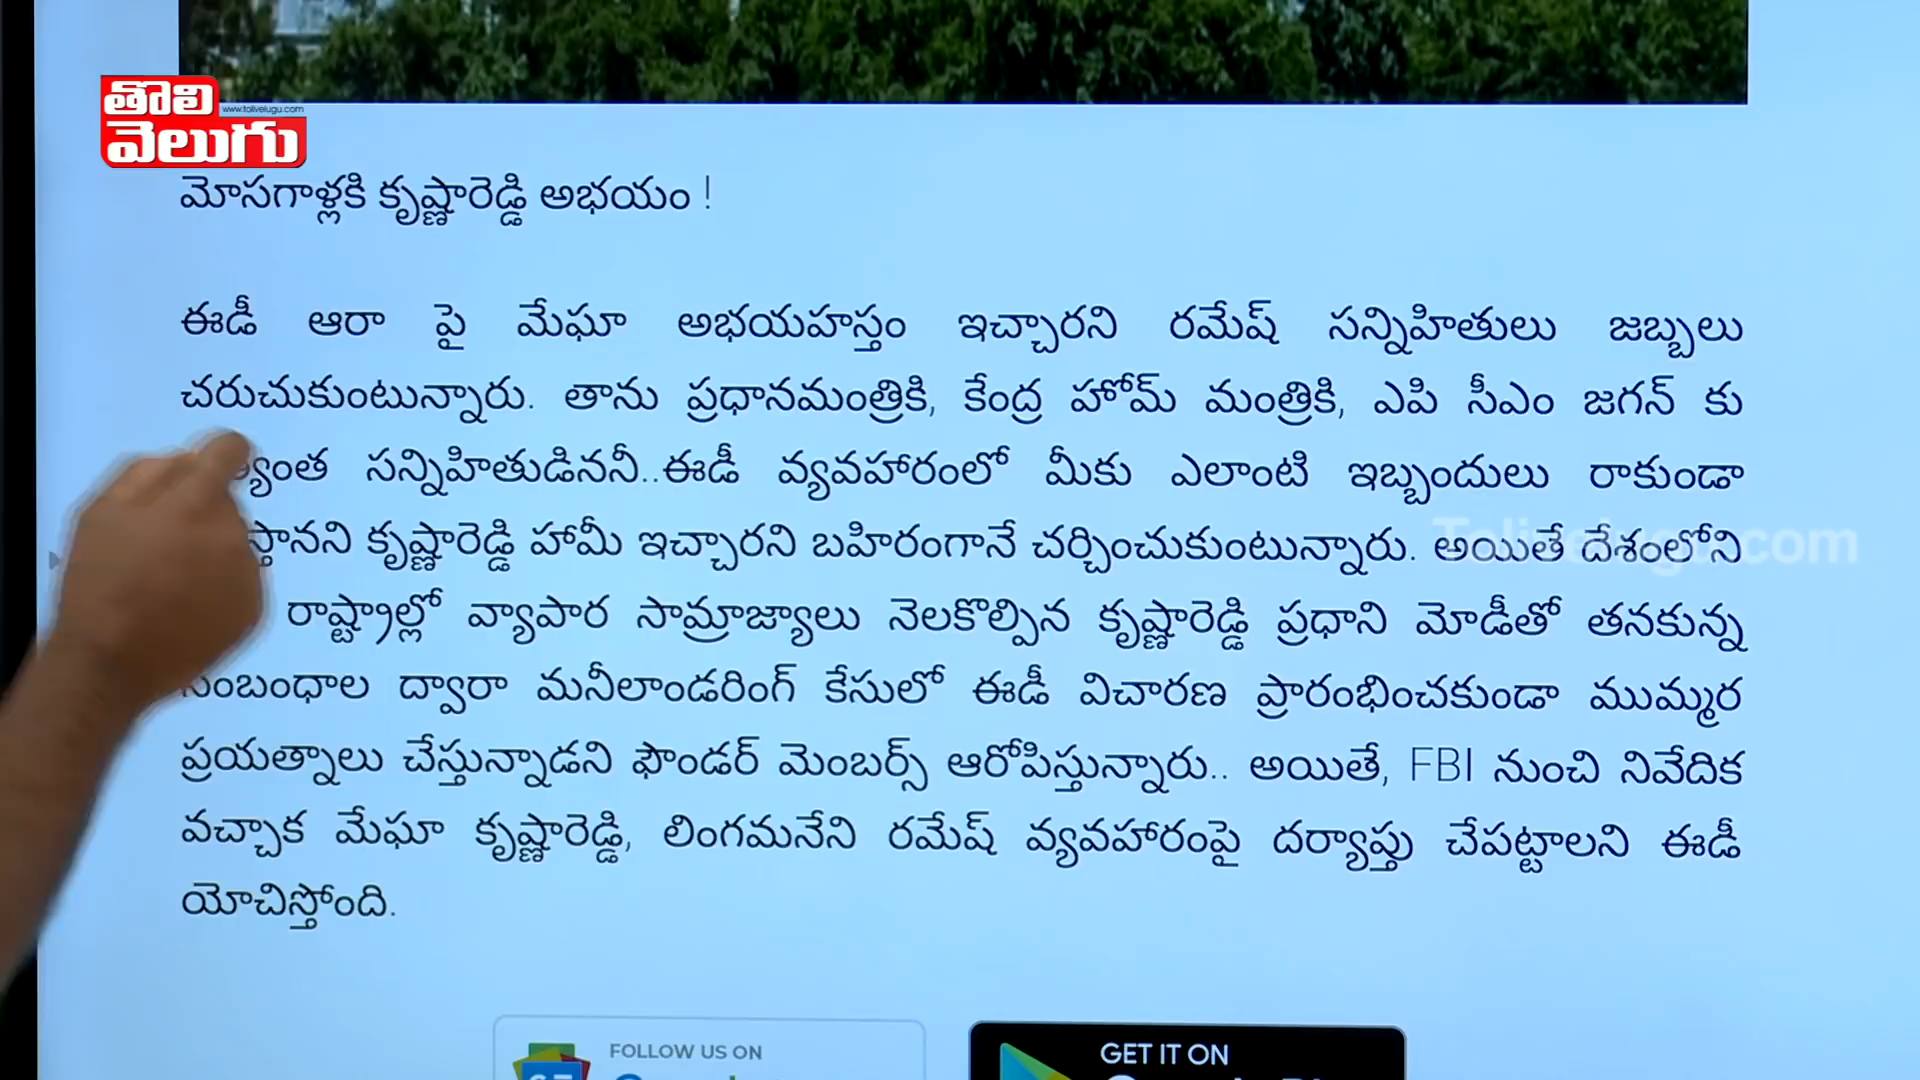 తొలి
వెలుగు
www.tolivelugu.com
మోసగాళ్లకి కృష్ణారెడ్డి అభయం !
ఈడీ ఆరా పై మేఘా అభయహస్తం ఇచ్చారని రమేష్ సన్నిహితులు జబ్బలు
చరుచుకుంటున్నారు. తాను ప్రధానమంత్రికి, కేంద్ర హోమ్ మంత్రికి, ఎపి సీఎం జగన్ కు
సన్నిహితుడిననీ..ఈడీ వ్యవహారంలో మీకు ఎలాంటి ఇబ్బందులు రాకుండా
కృష్ణారెడ్డి హామీ ఇచ్చారని బహిరంగానే చర్చించుకుంటున్నారు. అయితే దేశంలోని
Tolivelugu.com
రాష్ట్రాల్లో వ్యాపార సామ్రాజ్యాలు నెలకొల్పిన కృష్ణారెడ్డి ప్రధాని మోడీతో తనకున్న
సంబంధాల ద్వారా మనీలాండరింగ్ కేసులో ఈడీ విచారణ ప్రారంభించకుండా ముమ్మర
ప్రయత్నాలు చేస్తున్నాడని ఫౌండర్ మెంబర్స్ ఆరోపిస్తున్నారు.. అయితే, FBI నుంచి నివేదిక
వచ్చాక మేఘా కృష్ణారెడ్డి, లింగమనేని రమేష్ వ్యవహారంపై దర్యాప్తు చేపట్టాలని ఈడీ
యోచిస్తోంది.
FOLLOW US ON
GET IT ON